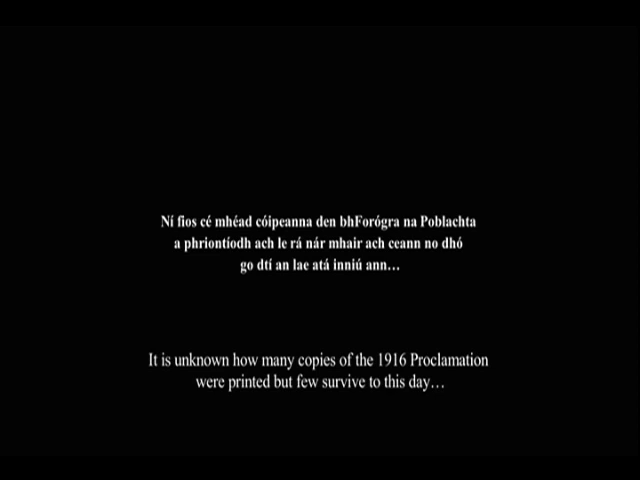 Ní fios cé mhéad cóipeanna den bhForógra na Poblachta
a phriontíodh ach le rá nár mhair ach ceann no dhó
go dtí an lae atá inniú ann...
It is unknown how many copies of the 1916 Proclamation
were printed but few survive to this day...